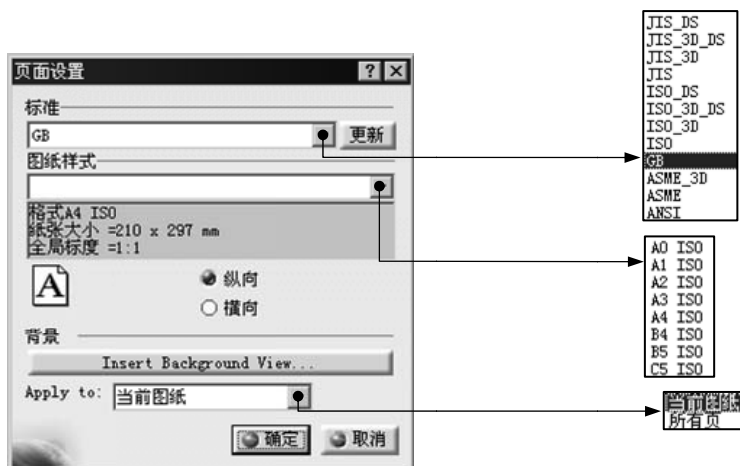 页面设置
标准
GB
更新
图纸样式
格式A4 ISO
纸张大小 =210 x 297 mm
全局标度 =1:1
A
纵向
横向
背景
Insert Background View...
Apply to: 当前图纸
确定
取消
JIS_DS
JIS_3D_DS
JIS_3D
JIS
ISO_DS
ISO_3D_DS
ISO_3D
ISO
GB
ASME_3D
ASME
ANSI
A0 ISO
A1 ISO
A2 ISO
A3 ISO
A4 ISO
B4 ISO
B5 ISO
C5 ISO
当前图纸
所有页